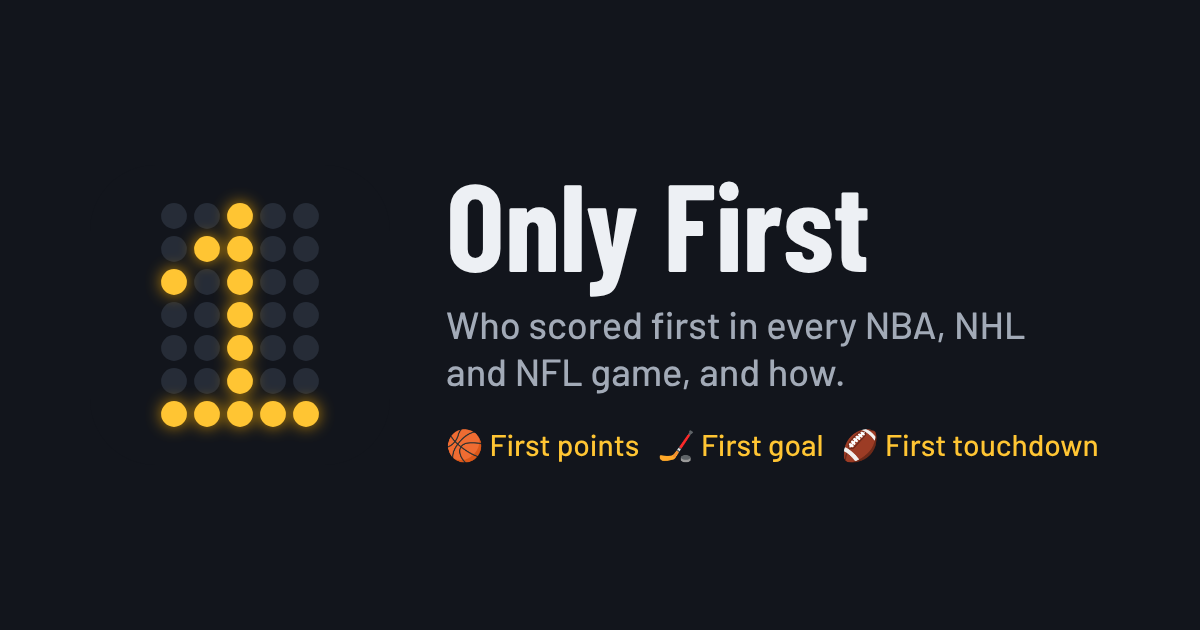 1
Only First
Who scored first in every NBA, NHL
and NFL game, and how.
🏀 First points 🏒 First goal 🏈 First touchdown